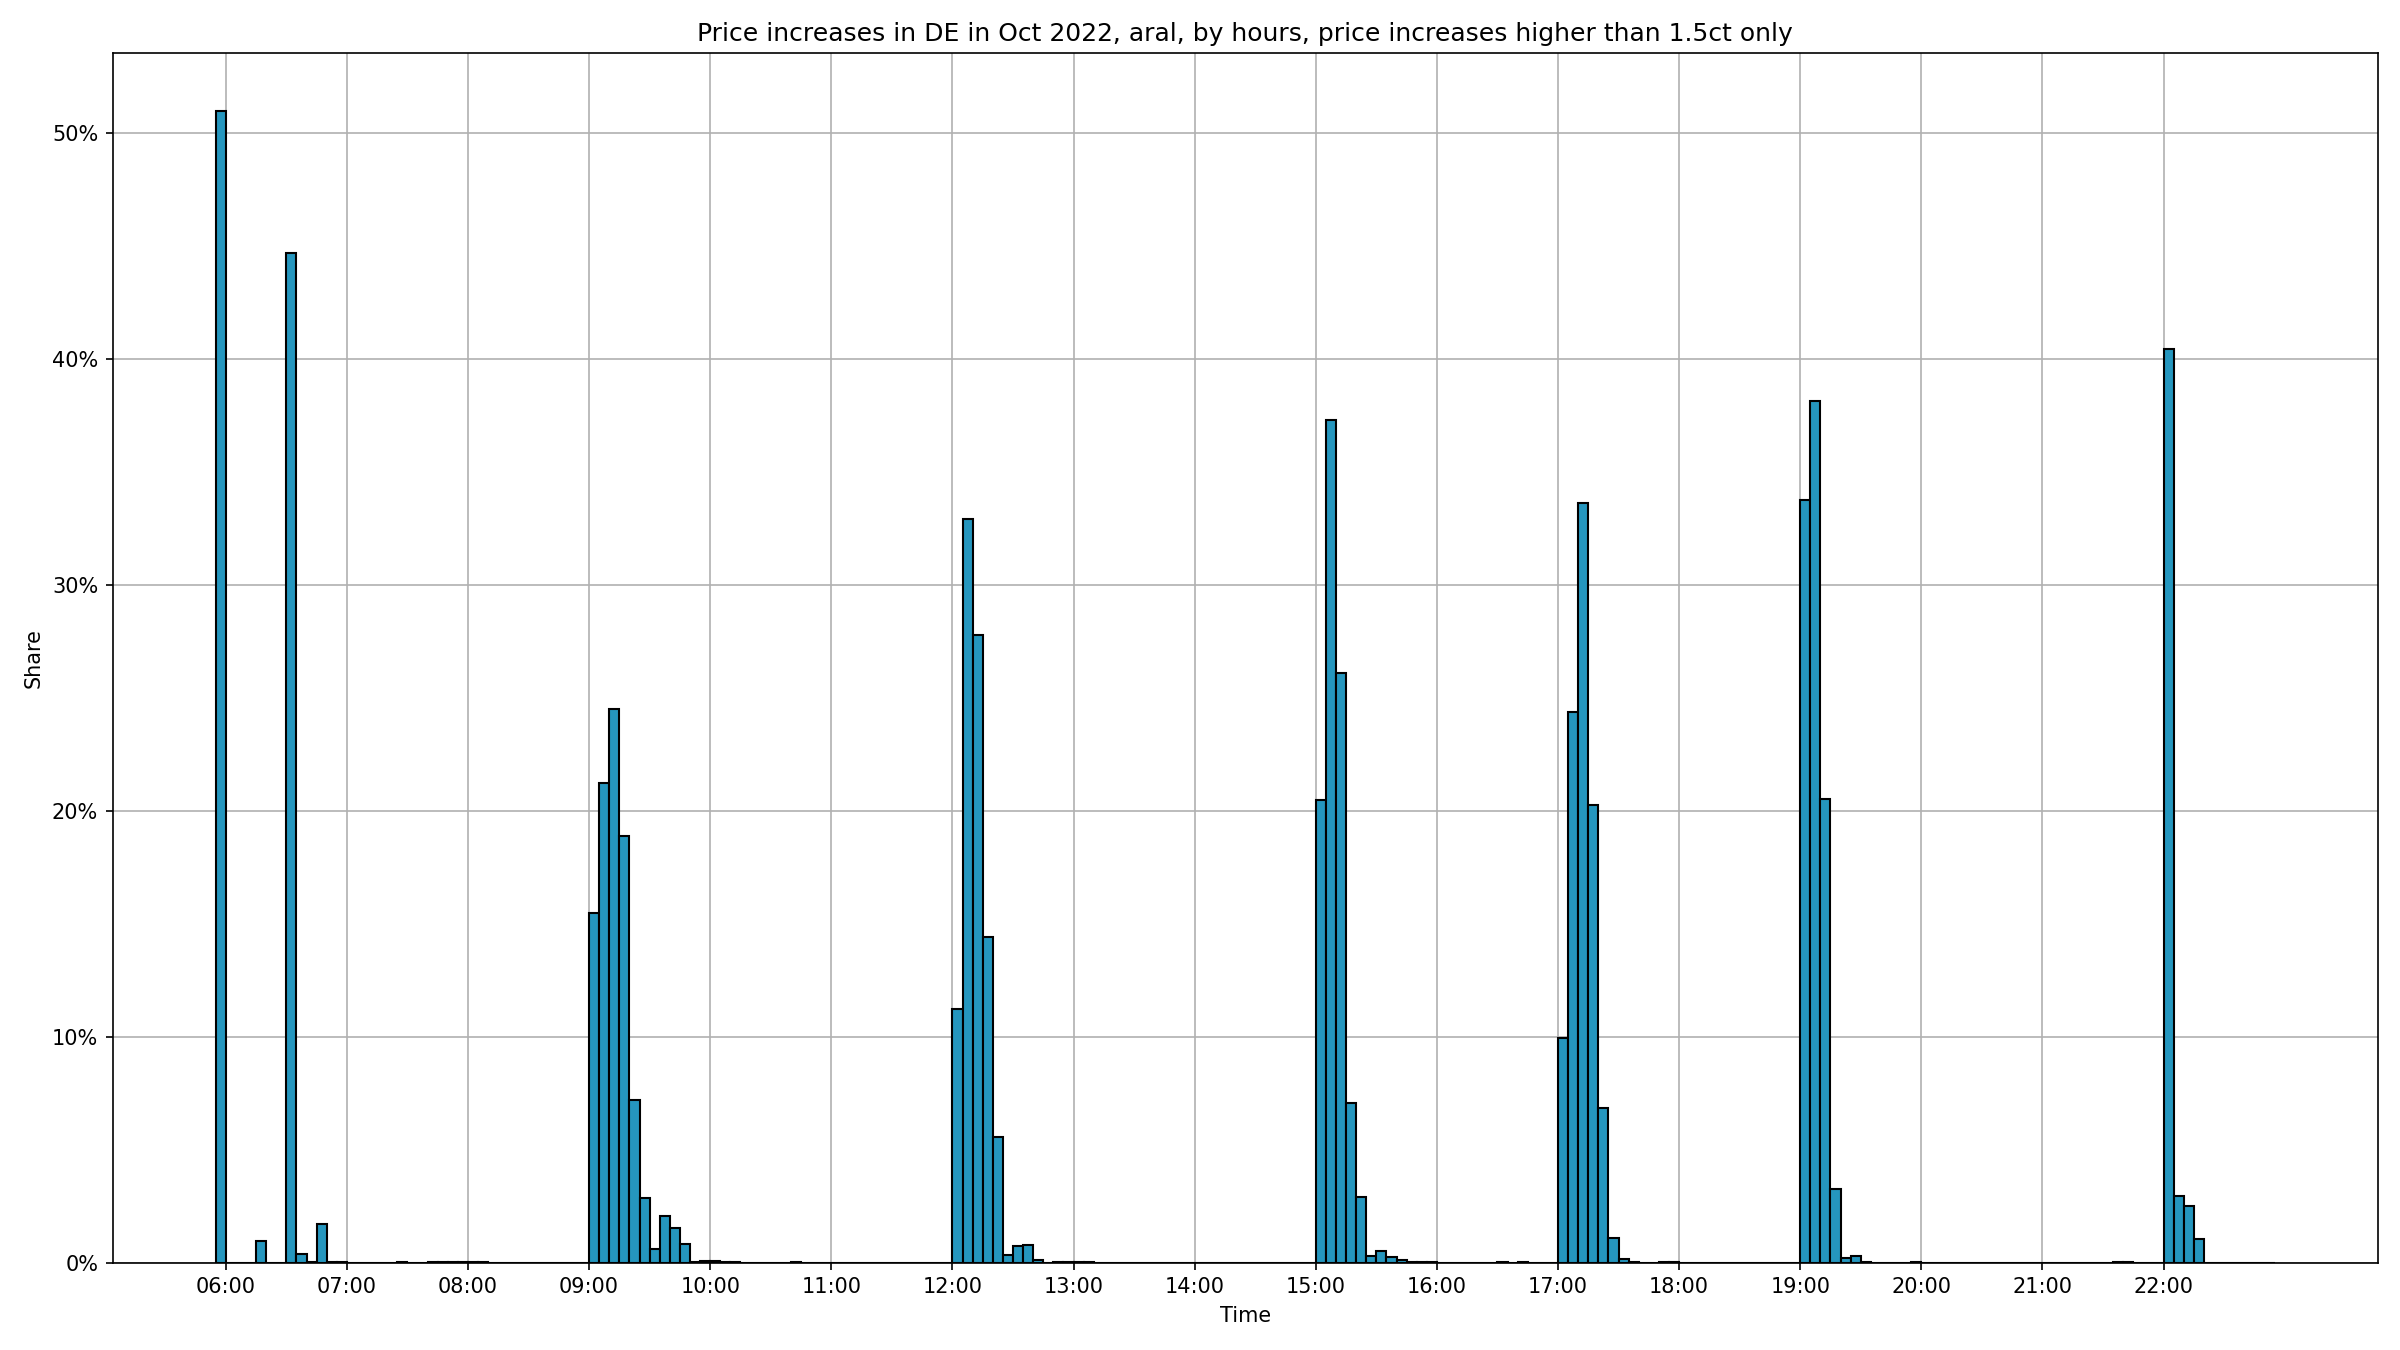 Price increases in DE in Oct 2022, aral, by hours, price increases higher than 1.5ct only
50%
40%
30%
20%
10%
0%
Share
06:00 07:00 08:00 09:00 10:00 11:00 12:00 13:00 14:00 15:00 16:00 17:00 18:00 19:00 20:00 21:00 22:00
Time